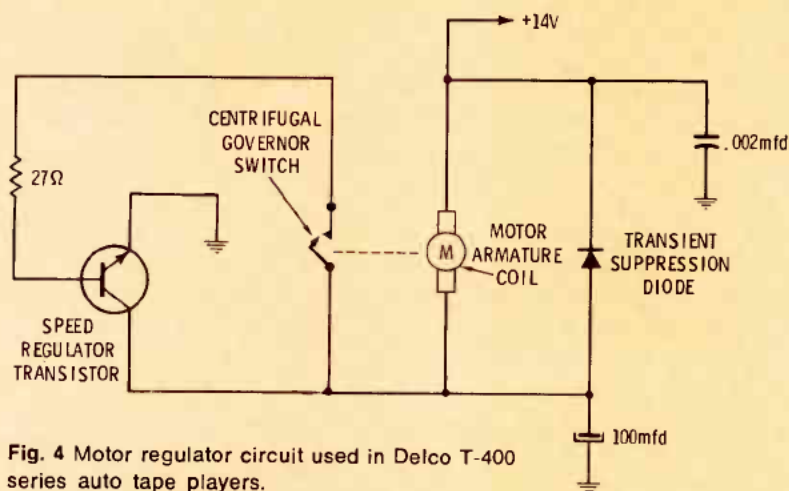 +14V
CENTRIFUGAL
GOVERNOR
SWITCH
.002mfd
27Ω
M
MOTOR
ARMATURE
COIL
TRANSIENT
SUPPRESSION
DIODE
SPEED
REGULATOR
TRANSISTOR
100mfd
Fig. 4 Motor regulator circuit used in Delco T-400
series auto tape players.